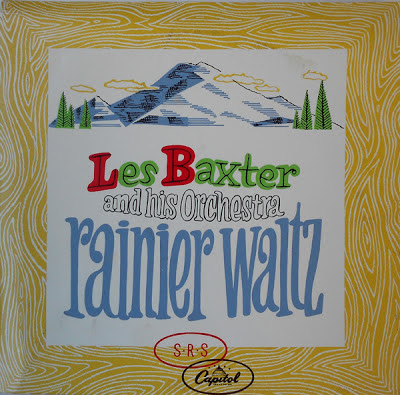 Les Baxter
and his Orchestra
rainier waltz
S·R·S
Capitol